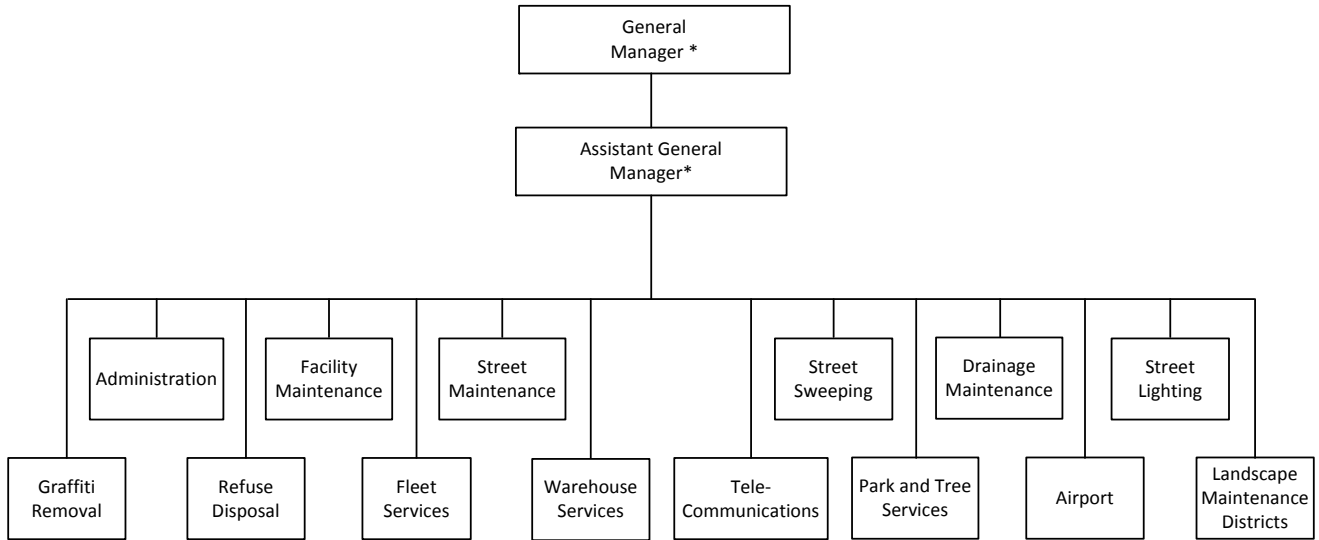 General
Manager *
Assistant General
Manager*
Administration
Facility
Maintenance
Street
Maintenance
Street
Sweeping
Drainage
Maintenance
Street
Lighting
Graffiti
Removal
Refuse
Disposal
Fleet
Services
Warehouse
Services
Tele-
Communications
Park and Tree
Services
Airport
Landscape
Maintenance
Districts